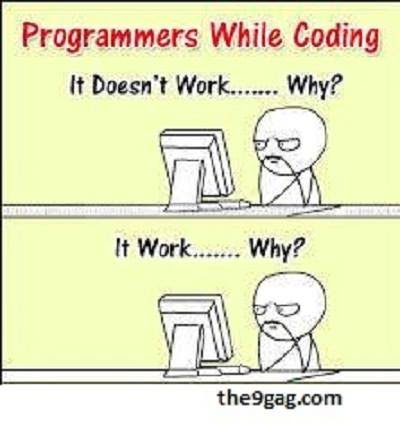 Programmers While Coding
It Doesn't Work....... Why?
It Work....... Why?
the9gag.com